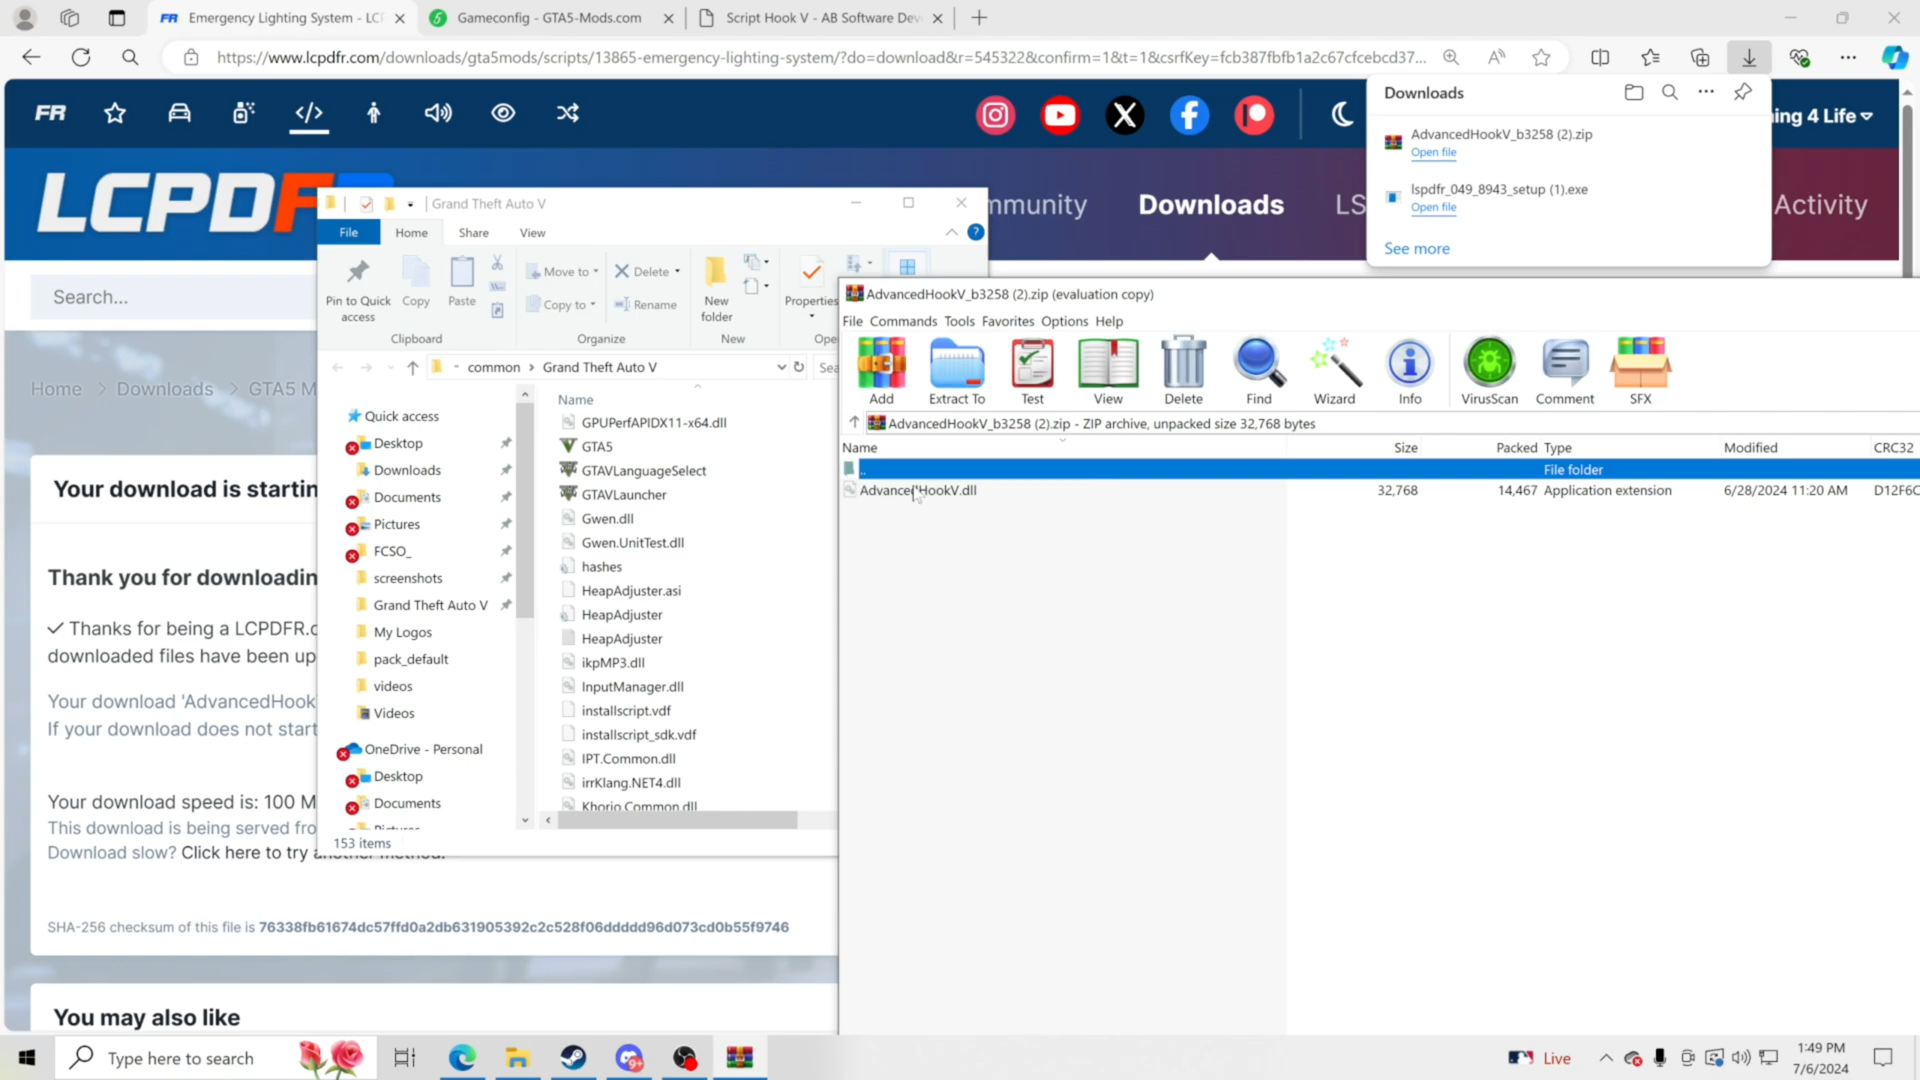 Emergency Lighting System - LC
Gameconfig - GTA5-Mods.com
Script Hook V - AB Software Dev
https://www.lcpdfr.com/downloads/gta5mods/scripts/13865-emergency-lighting-system/?do=download&r=545322&confirm=1&t=1&csrfKey=fcb387fbfb1a2c67cfcebcd37...
FR
ing 4 Life
LCPDF
mmunity
Downloads
LS
Activity
Downloads
AdvancedHookV_b3258 (2).zip
Open file
lspdfr_049_8943_setup (1).exe
Open file
See more
Search...
Home
Downloads
GTA5 M
Your download is startin
Thank you for downloadin
Thanks for being a LCPDFR.c
downloaded files have been up
Your download 'AdvancedHook
If your download does not start
Your download speed is: 100 M
This download is being served fro
Download slow? Click here to try another method.
SHA-256 checksum of this file is 76338fb61674dc57ffd0a2db631905392c2c528f06ddddd96d073cd0b55f9746
You may also like
Grand Theft Auto V
File
Home
Share
View
Pin to Quick
access
Copy
Paste
Clipboard
Move to
Copy to
Delete
Rename
Organize
New
folder
New
Properties
Ope
common
Grand Theft Auto V
Sea
Quick access
Desktop
Downloads
Documents
Pictures
FCSO_
screenshots
Grand Theft Auto V
My Logos
pack_default
videos
Videos
OneDrive - Personal
Desktop
Documents
Pictures
Name
GPUPerfAPIDX11-x64.dll
GTA5
GTAVLanguageSelect
GTAVLauncher
Gwen.dll
Gwen.UnitTest.dll
hashes
HeapAdjuster.asi
HeapAdjuster
HeapAdjuster
ikpMP3.dll
InputManager.dll
installscript.vdf
installscript_sdk.vdf
IPT.Common.dll
irrKlang.NET4.dll
Khorio.Common.dll
153 items
AdvancedHookV_b3258 (2).zip (evaluation copy)
File Commands Tools Favorites Options Help
Add
Extract To
Test
View
Delete
Find
Wizard
Info
VirusScan
Comment
SFX
AdvancedHookV_b3258 (2).zip - ZIP archive, unpacked size 32,768 bytes
Name
Size
Packed
Type
Modified
CRC32
..
File folder
AdvancedHookV.dll
32,768
14,467
Application extension
6/28/2024 11:20 AM
D12F6C
Type here to search
9+
Live
1:49 PM
7/6/2024